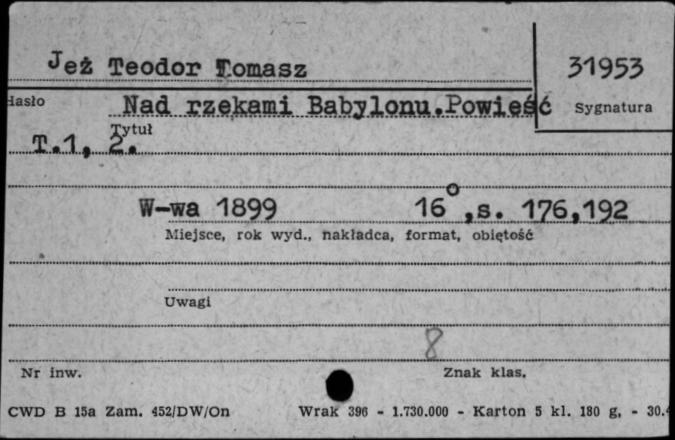 Jeż Teodor Tomasz
31953
Hasło
Nad rzękami Babylonu.Powieść
Sygnatura
Tytuł
T.1, 2.
W-wa 1899 16°,s. 176,192
Miejsce, rok wyd., nakładca, format, objętość
Uwagi
8
Nr inw.
Znak klas.
CWD B 15a Zam. 452/DW/On Wrak 396 - 1.730.000 - Karton 5 kl. 180 g, - 30.4